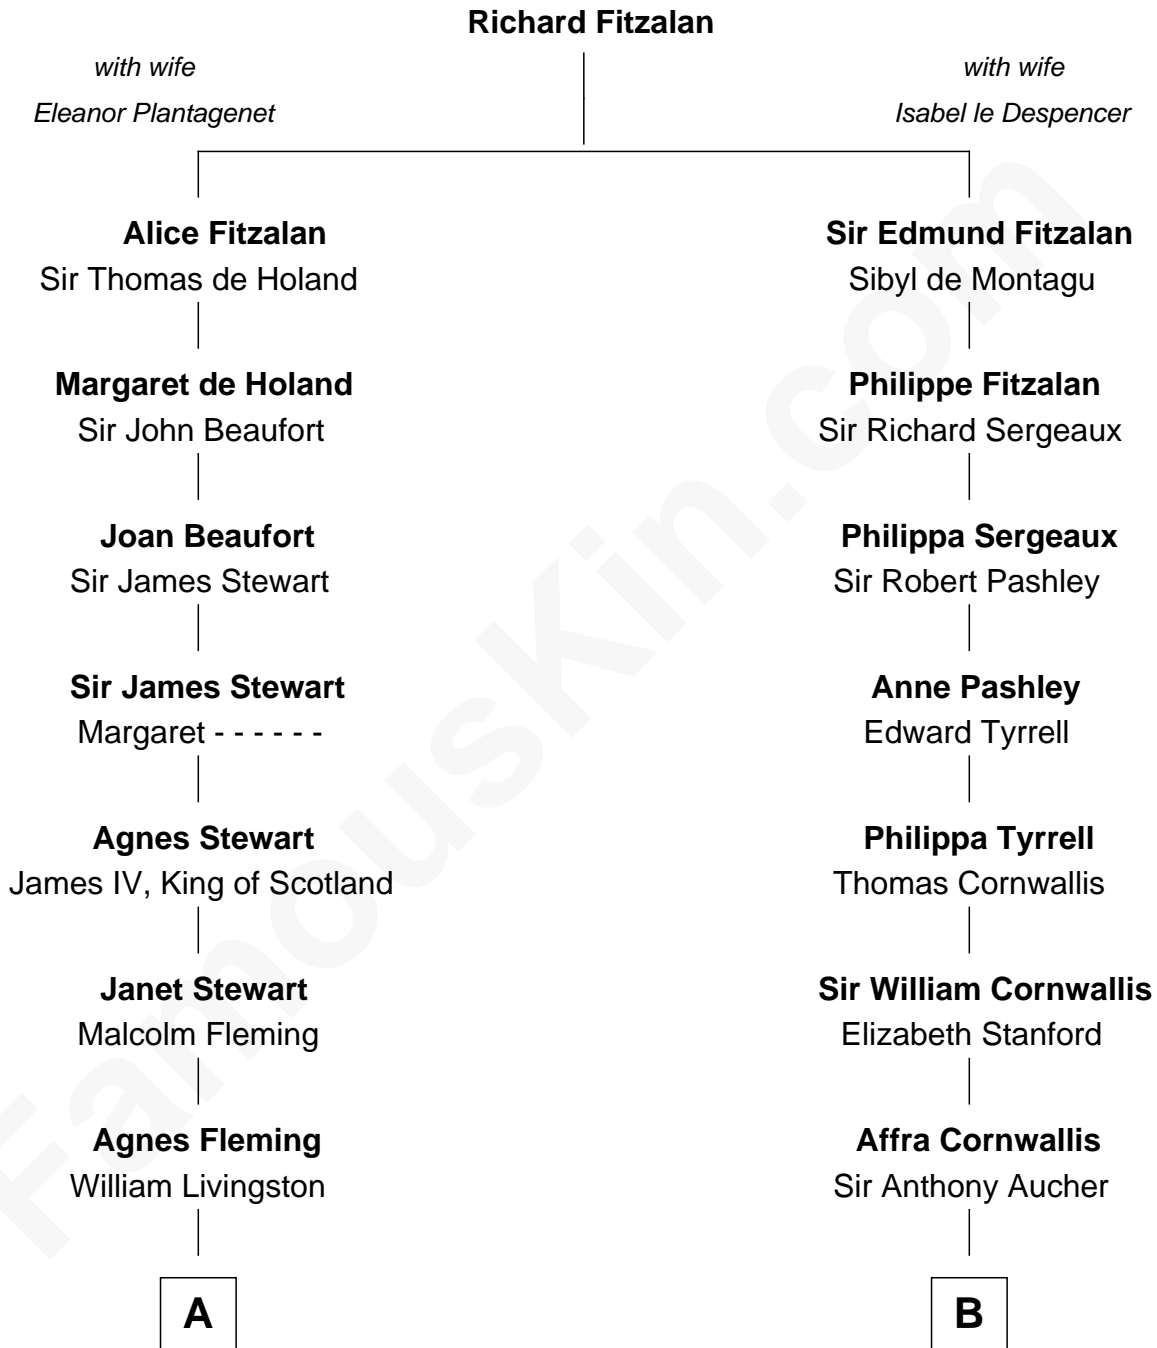 Richard Fitzalan
with wife
Eleanor Plantagenet
with wife
Isabel le Despencer
Alice Fitzalan
Sir Thomas de Holand
Margaret de Holand
Sir John Beaufort
Joan Beaufort
Sir James Stewart
Sir James Stewart
Margaret - - - - - -
Agnes Stewart
James IV, King of Scotland
Janet Stewart
Malcolm Fleming
Agnes Fleming
William Livingston
A
Sir Edmund Fitzalan
Sibyl de Montagu
Philippe Fitzalan
Sir Richard Sergeaux
Philippa Sergeaux
Sir Robert Pashley
Anne Pashley
Edward Tyrrell
Philippa Tyrrell
Thomas Cornwallis
Sir William Cornwallis
Elizabeth Stanford
Affra Cornwallis
Sir Anthony Aucher
B
FamousKin.com